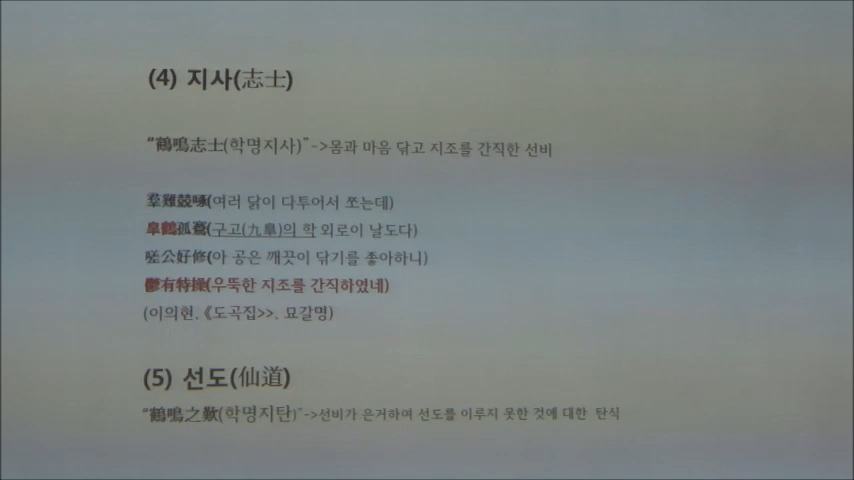 (4) 지사(志士)
“鶴鳴志士(학명지사)”->몸과 마음 닦고 지조를 간직한 선비
羣雞競啄(여러 닭이 다투어서 쪼는데)
皐鶴孤騫(구고(九皐)의 학 외로이 날도다)
嗟公好修(아 공은 깨끗이 닦기를 좋아하니)
鬱有特操(우뚝한 지조를 간직하였네)
(이의현, 《도곡집>>, 묘갈명)
(5) 선도(仙道)
“鶴鳴之歎(학명지탄)”->선비가 은거하여 선도를 이루지 못한 것에 대한 탄식